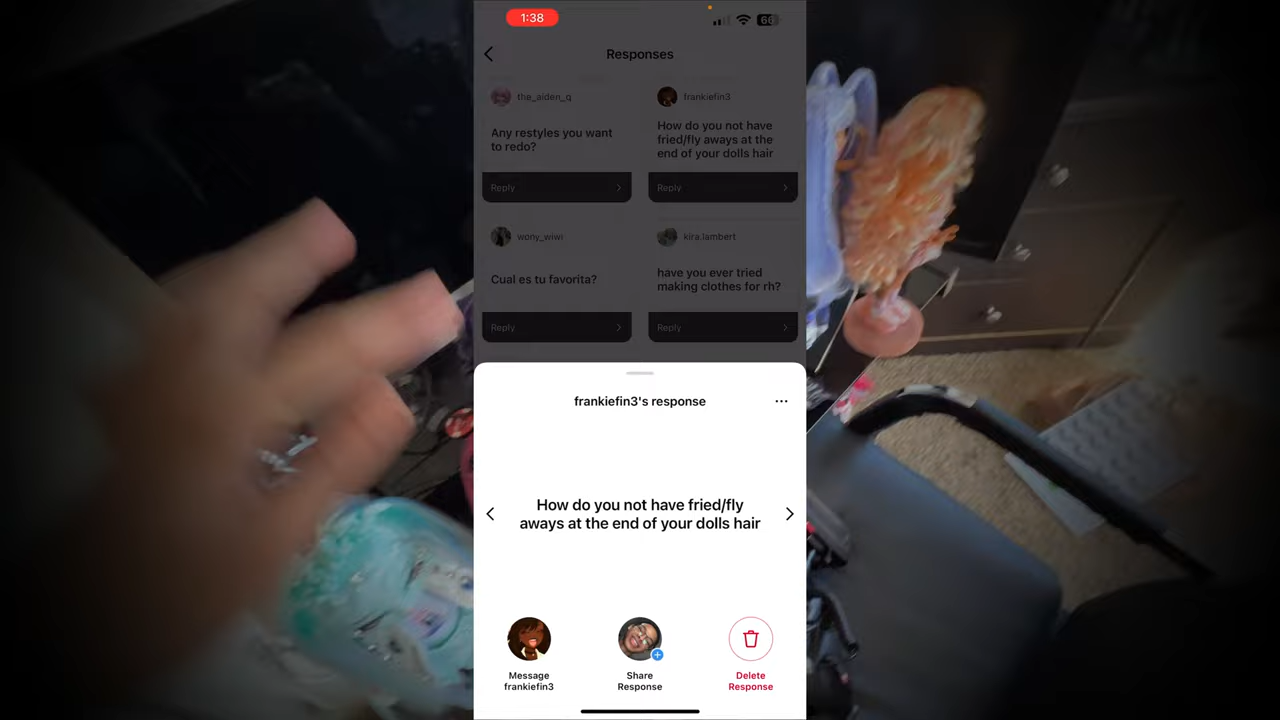 1:38
66
Responses
the_aiden_q
Any restyles you want
to redo?
Reply
frankiefin3
How do you not have
fried/fly aways at the
end of your dolls hair
Reply
wony_wiwi
Cual es tu favorita?
Reply
kira.lambert
have you ever tried
making clothes for rh?
Reply
frankiefin3's response
How do you not have fried/fly
aways at the end of your dolls hair
Message
frankiefin3
Share
Response
Delete
Response